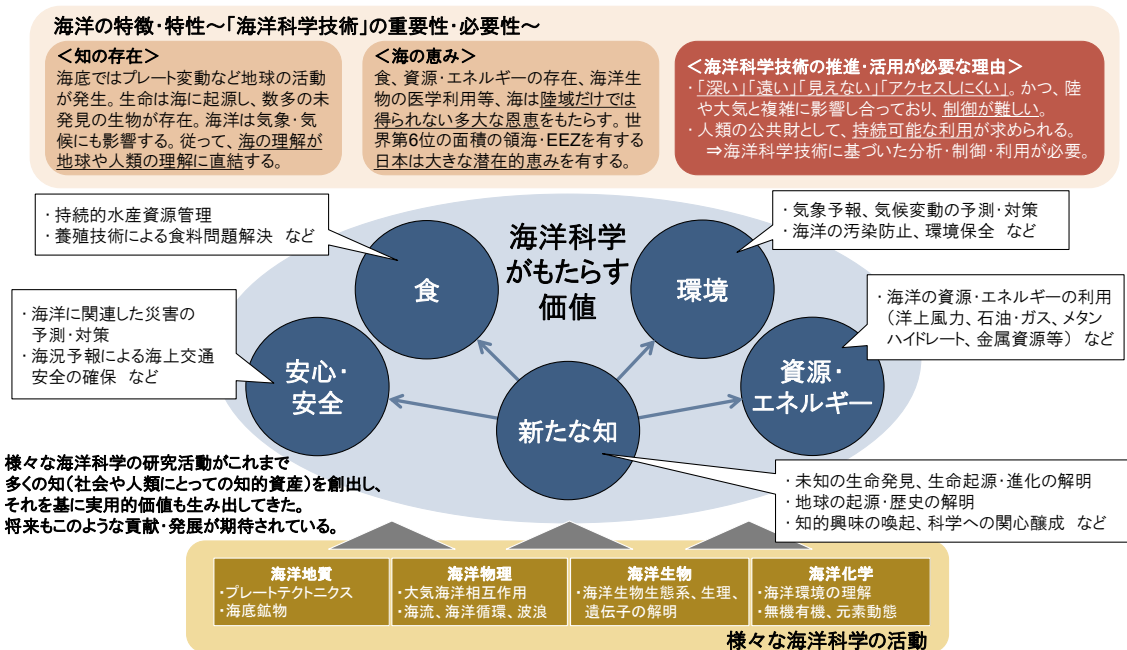 海洋の特徴・特性～「海洋科学技術」の重要性・必要性～
＜知の存在＞
海底ではプレート変動など地球の活動
が発生。生命は海に起源し、数多の未
発見の生物が存在。海洋は気象・気
候にも影響する。従って、海の理解が
地球や人類の理解に直結する。
＜海の恵み＞
食、資源・エネルギーの存在、海洋生
物の医学利用等、海は陸域だけでは
得られない多大な恩恵をもたらす。世
界第6位の面積の領海・EEZを有する
日本は大きな潜在的恵みを有する。
＜海洋科学技術の推進・活用が必要な理由＞
・「深い」「遠い」「見えない」「アクセスしにくい」。かつ、陸
や大気と複雑に影響し合っており、制御が難しい。
・人類の公共財として、持続可能な利用が求められる。
⇒海洋科学技術に基づいた分析・制御・利用が必要。
・持続的水産資源管理
・養殖技術による食料問題解決 など
海洋科学
がもたらす
価値
・気象予報、気候変動の予測・対策
・海洋の汚染防止、環境保全 など
食
環境
・海洋に関連した災害の
予測・対策
・海況予報による海上交通
安全の確保 など
・海洋の資源・エネルギーの利用
（洋上風力、石油・ガス、メタン
ハイドレート、金属資源等） など
安心・
安全
資源・
エネルギー
新たな知
様々な海洋科学の研究活動がこれまで
多くの知（社会や人類にとっての知的資産）を創出し、
それを基に実用的価値も生み出してきた。
将来もこのような貢献・発展が期待されている。
・未知の生命発見、生命起源・進化の解明
・地球の起源・歴史の解明
・知的興味の喚起、科学への関心醸成 など
海洋地質
・プレートテクトニクス
・海底鉱物
海洋物理
・大気海洋相互作用
・海流、海洋循環、波浪
海洋生物
・海洋生物生態系、生理、
遺伝子の解明
海洋化学
・海洋環境の理解
・無機有機、元素動態
様々な海洋科学の活動